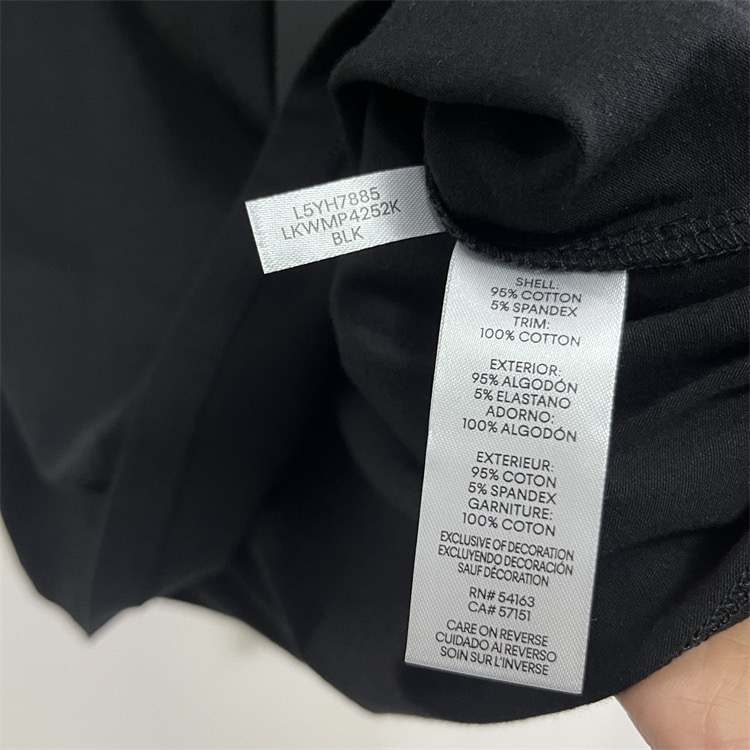 L5YH7885
LKWMP4252K
BLK
SHELL:
95% COTTON
5% SPANDEX
TRIM:
100% COTTON
EXTERIOR:
95% ALGODÓN
5% ELASTANO
ADORNO:
100% ALGODÓN
EXTERIEUR:
95% COTON
5% SPANDEX
GARNITURE:
100% COTON
EXCLUSIVE OF DECORATION
EXCLUYENDO DECORACIÓN
SAUF DÉCORATION
RN# 54163
CA# 57151
CARE ON REVERSE
CUIDADO Al REVERSO
SOIN SUR L'INVERSE